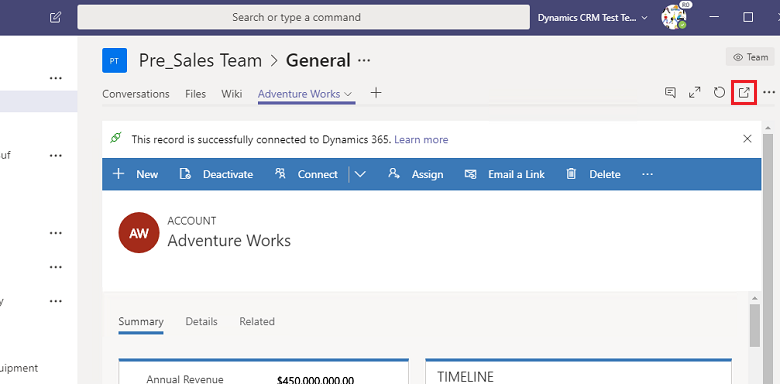 Search or type a command
Dynamics CRM Test Te...
RO
PT
Pre_Sales Team > General ...
Team
Conversations Files Wiki Adventure Works
This record is successfully connected to Dynamics 365. Learn more
New Deactivate Connect Assign Email a Link Delete ...
AW
ACCOUNT
Adventure Works
uf
y
Summary Details Related
uipment
Annual Revenue $450,000,000.00
TIMELINE